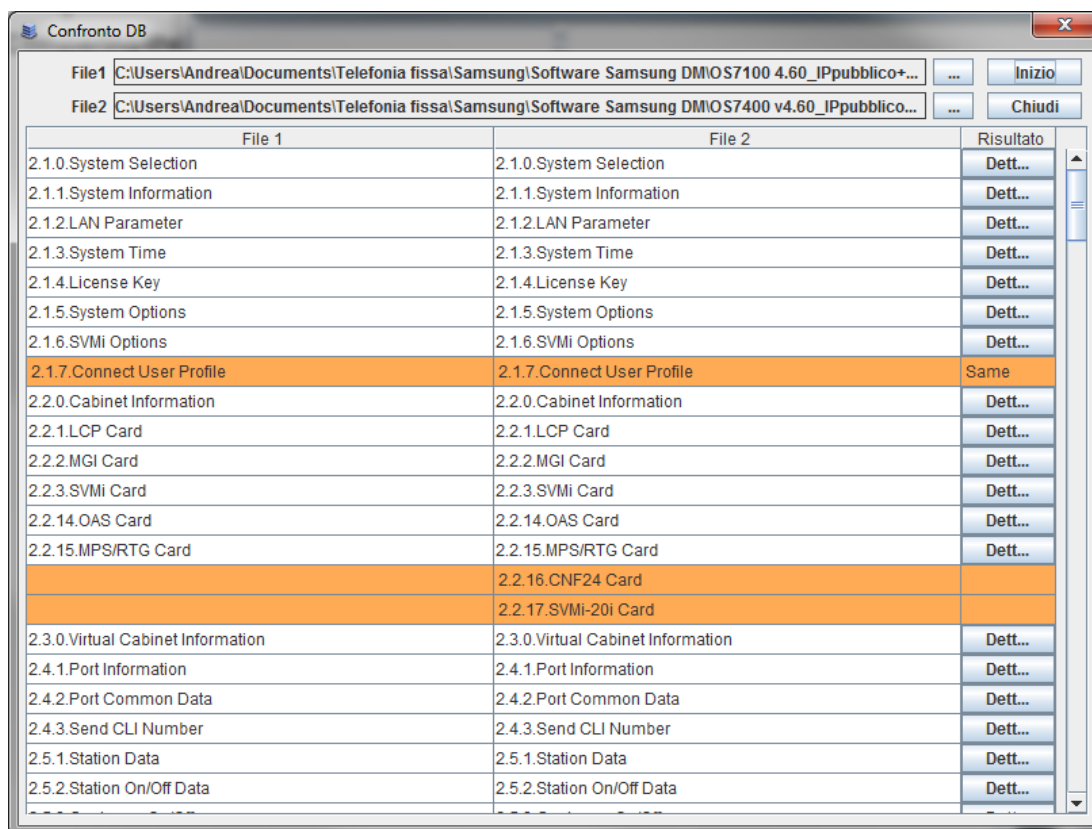 Confronto DB
File1 C:\Users\Andrea\Documents\Telefonia fissa\Samsung\Software Samsung DM\OS7100 4.60_IPpubblico+... ... Inizio
File2 C:\Users\Andrea\Documents\Telefonia fissa\Samsung\Software Samsung DM\OS7400 v4.60_IPpubblico... ... Chiudi
File 1 File 2 Risultato
2.1.0.System Selection 2.1.0.System Selection Dett...
2.1.1.System Information 2.1.1.System Information Dett...
2.1.2.LAN Parameter 2.1.2.LAN Parameter Dett...
2.1.3.System Time 2.1.3.System Time Dett...
2.1.4.License Key 2.1.4.License Key Dett...
2.1.5.System Options 2.1.5.System Options Dett...
2.1.6.SVMi Options 2.1.6.SVMi Options Dett...
2.1.7.Connect User Profile 2.1.7.Connect User Profile Same
2.2.0.Cabinet Information 2.2.0.Cabinet Information Dett...
2.2.1.LCP Card 2.2.1.LCP Card Dett...
2.2.2.MGI Card 2.2.2.MGI Card Dett...
2.2.3.SVMi Card 2.2.3.SVMi Card Dett...
2.2.14.OAS Card 2.2.14.OAS Card Dett...
2.2.15.MPS/RTG Card 2.2.15.MPS/RTG Card Dett...
2.2.16.CNF24 Card
2.2.17.SVMi-20i Card
2.3.0.Virtual Cabinet Information 2.3.0.Virtual Cabinet Information Dett...
2.4.1.Port Information 2.4.1.Port Information Dett...
2.4.2.Port Common Data 2.4.2.Port Common Data Dett...
2.4.3.Send CLI Number 2.4.3.Send CLI Number Dett...
2.5.1.Station Data 2.5.1.Station Data Dett...
2.5.2.Station On/Off Data 2.5.2.Station On/Off Data Dett...